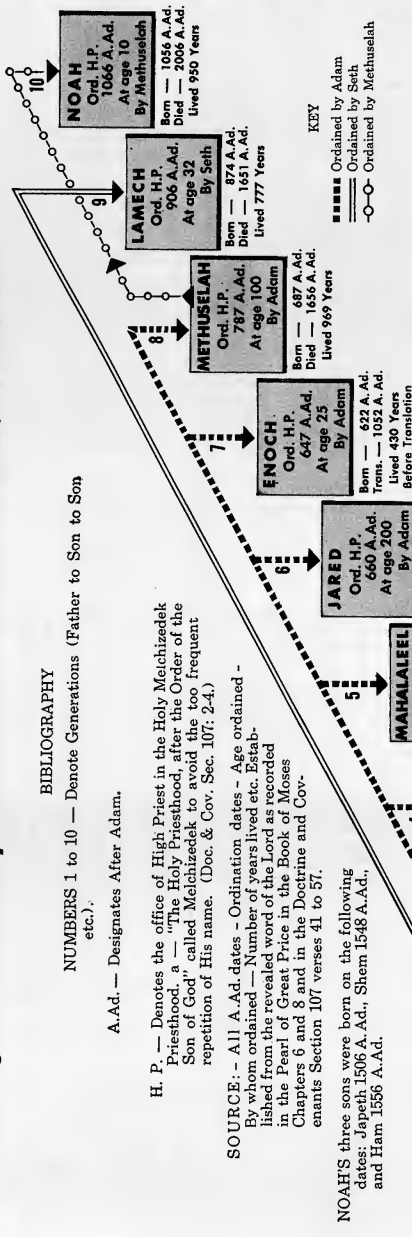 BIBLIOGRAPHY
NUMBERS 1 to 10 — Denote Generations (Father to Son to Son
etc.).
A.Ad. — Designates After Adam.
H. P. — Denotes the office of High Priest in the Holy Melchizedek
Priesthood. a — "The Holy Priesthood, after the Order of the
Son of God" called Melchizedek to avoid the too frequent
repetition of His name. (Doc. & Cov. Sec. 107: 2-4.)
SOURCE: - All A.Ad. dates - Ordination dates - Age ordained -
By whom ordained — Number of years lived etc. Estab-
lished from the revealed word of the Lord as recorded
in the Pearl of Great Price in the Book of Moses
Chapters 6 and 8 and in the Doctrine and Cov-
enants Section 107 verses 41 to 57.
NOAH'S three sons were born on the following
dates: Japeth 1506 A. Ad., Shem 1548 A.Ad.,
and Ham 1556 A.Ad.
5
MAHALALEEL
6
JARED
Ord. H.P.
660 A.Ad.
At age 200
By Adam
7
ENOCH
Ord. H.P.
647 A.Ad.
At age 25
By Adam
Born — 622 A.Ad.
Trans. — 1052 A. Ad.
Lived 430 Years
Before Translation
8
METHUSELAH
Ord. H.P.
787 A.Ad.
At age 100
By Adam
Born — 687 A.Ad.
Died — 1656 A.Ad.
Lived 969 Years
9
LAMECH
Ord. H.P.
906 A.Ad.
At age 32
By Seth
Born — 874 A.Ad.
Died — 1651 A.Ad.
Lived 777 Years
10
NOAH
Ord. H.P.
1066 A.Ad.
At age 10
By Methuselah
Born — 1056 A.Ad.
Died — 2006 A.Ad.
Lived 950 Years
KEY
Ordained by Adam
Ordained by Seth
Ordained by Methuselah